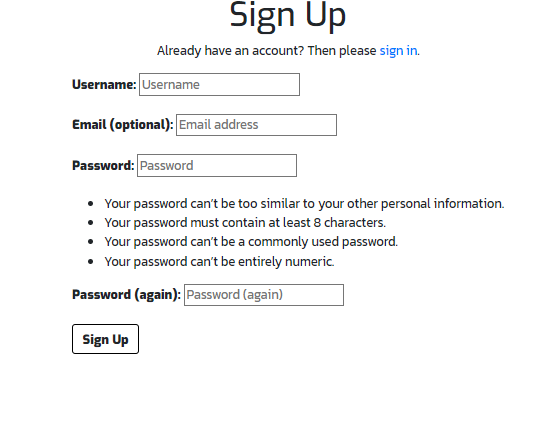 Sign Up
Already have an account? Then please sign in.
Username: Username
Email (optional): Email address
Password: Password
• Your password can’t be too similar to your other personal information.
• Your password must contain at least 8 characters.
• Your password can’t be a commonly used password.
• Your password can’t be entirely numeric.
Password (again): Password (again)
Sign Up